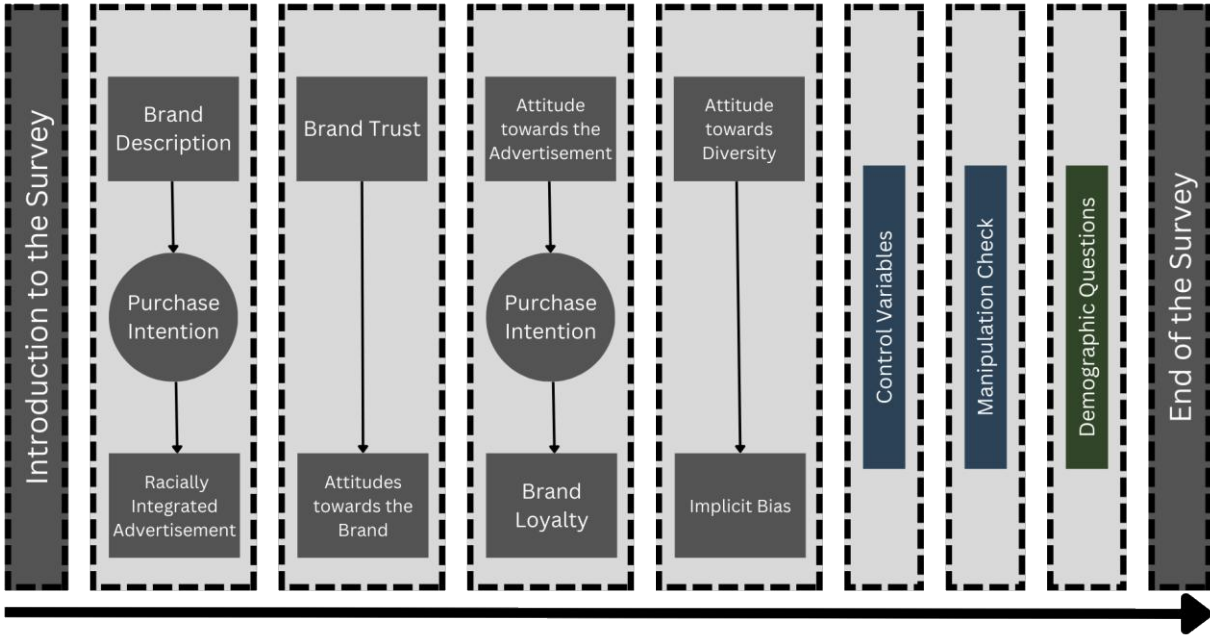 Introduction to the Survey
Brand
Description
Purchase
Intention
Racially
Integrated
Advertisement
Brand Trust
Attitudes
towards the
Brand
Attitude
towards the
Advertisement
Purchase
Intention
Brand
Loyalty
Attitude
towards
Diversity
Implicit Bias
Control Variables
Manipulation Check
Demographic Questions
End of the Survey